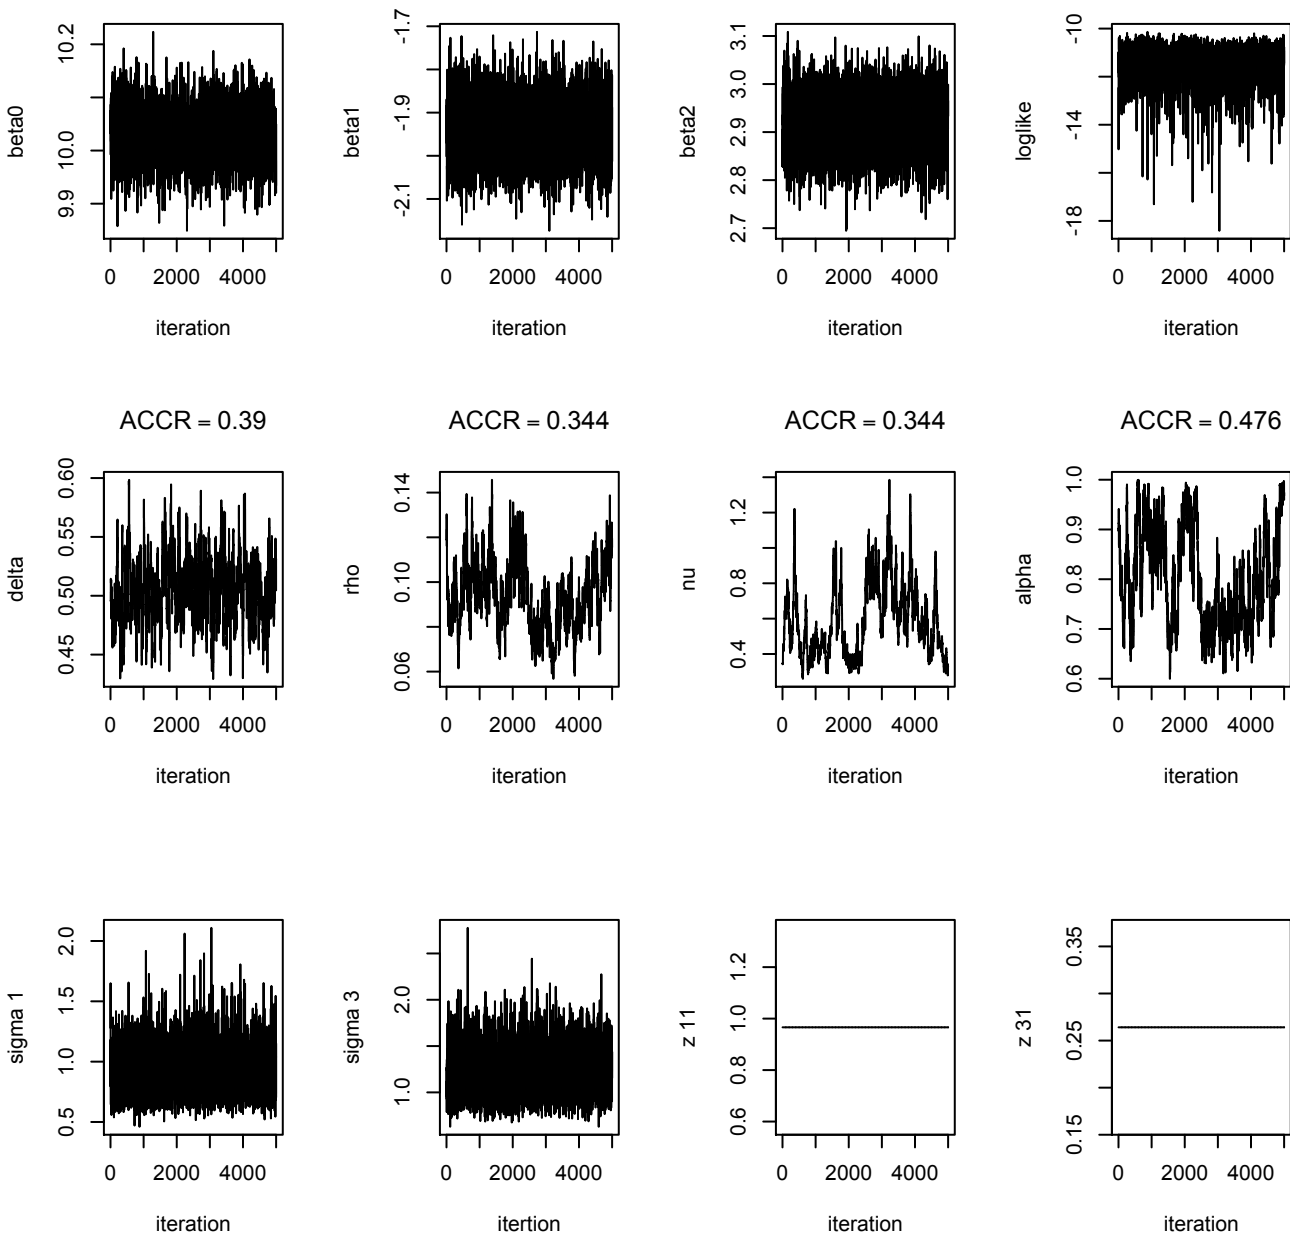 beta0
9.9 10.0 10.2
0 2000 4000
iteration
beta1
-2.1 -1.9 -1.7
0 2000 4000
iteration
beta2
2.7 2.8 2.9 3.0 3.1
0 2000 4000
iteration
loglike
-18 -14 -10
0 2000 4000
iteration
ACCR = 0.39
delta
0.45 0.50 0.55 0.60
0 2000 4000
iteration
ACCR = 0.344
rho
0.06 0.10 0.14
0 2000 4000
iteration
ACCR = 0.344
nu
0.4 0.8 1.2
0 2000 4000
iteration
ACCR = 0.476
alpha
0.6 0.7 0.8 0.9 1.0
0 2000 4000
iteration
sigma 1
0.5 1.0 1.5 2.0
0 2000 4000
iteration
sigma 3
1.0 2.0
0 2000 4000
itertion
z 11
0.6 0.8 1.0 1.2
0 2000 4000
iteration
z 31
0.15 0.25 0.35
0 2000 4000
iteration